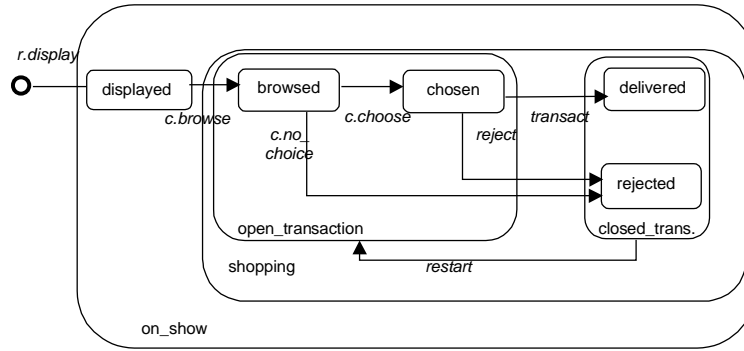 r.display
displayed
browsed
chosen
delivered
c.browse
c.no_
choice
c.choose
reject
transact
rejected
open_transaction
closed_trans.
shopping
restart
on_show